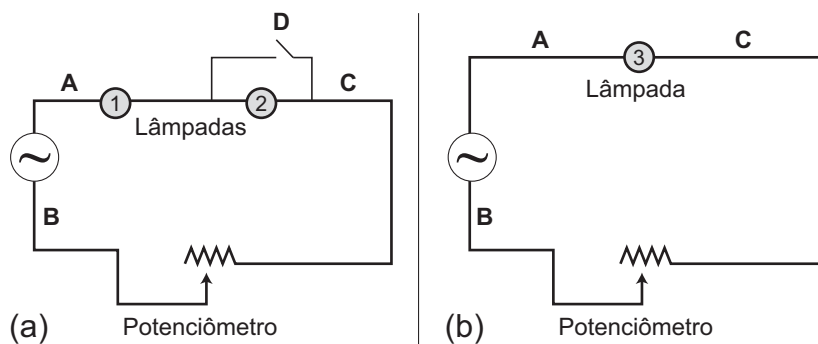 D
A
C
1
2
Lâmpadas
B
(a)
Potenciômetro
A
C
3
Lâmpada
B
(b)
Potenciômetro